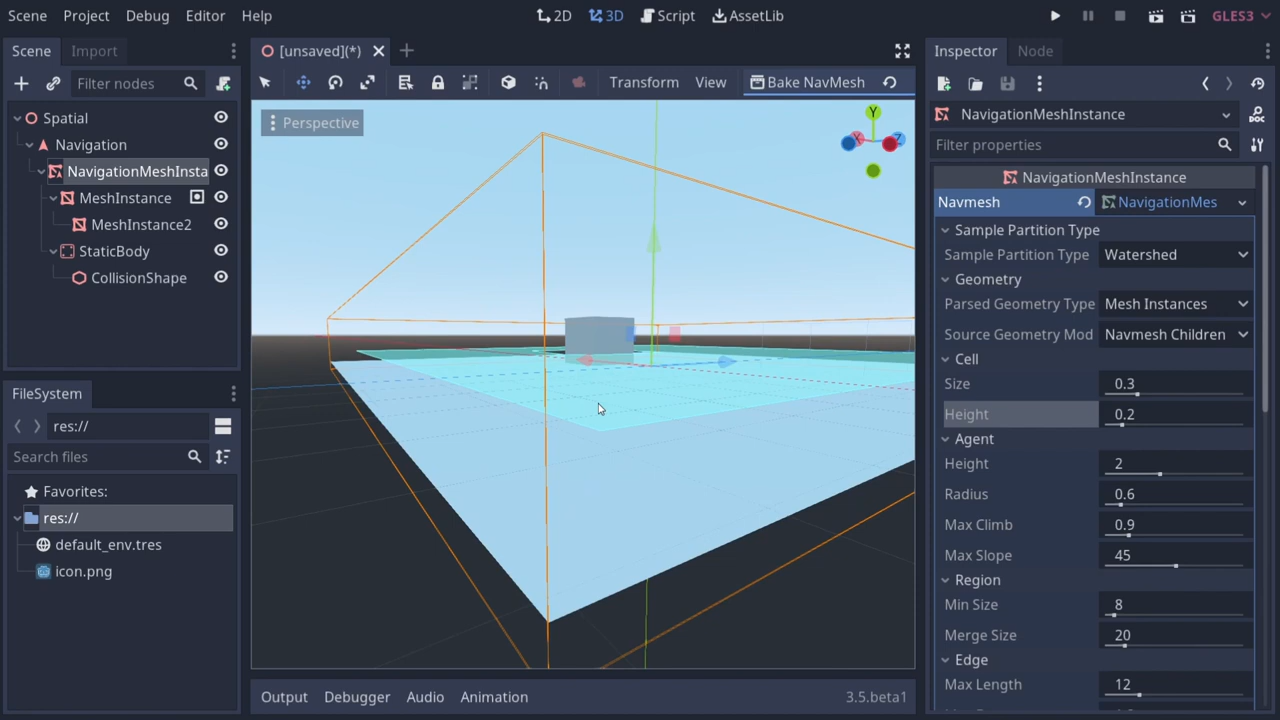 Scene Project Debug Editor Help
2D 3D Script AssetLib
GLES3
Scene Import
Filter nodes
Spatial
Navigation
NavigationMeshInsta
MeshInstance
MeshInstance2
StaticBody
CollisionShape
FileSystem
res://
Search files
Favorites:
res://
default_env.tres
icon.png
[unsaved](*)
Transform View Bake NavMesh
Perspective
Y
X
Z
Output Debugger Audio Animation 3.5.beta1
Inspector Node
NavigationMeshInstance
Filter properties
NavigationMeshInstance
Navmesh NavigationMes
Sample Partition Type
Sample Partition Type Watershed
Geometry
Parsed Geometry Type Mesh Instances
Source Geometry Mod Navmesh Children
Cell
Size 0.3
Height 0.2
Agent
Height 2
Radius 0.6
Max Climb 0.9
Max Slope 45
Region
Min Size 8
Merge Size 20
Edge
Max Length 12